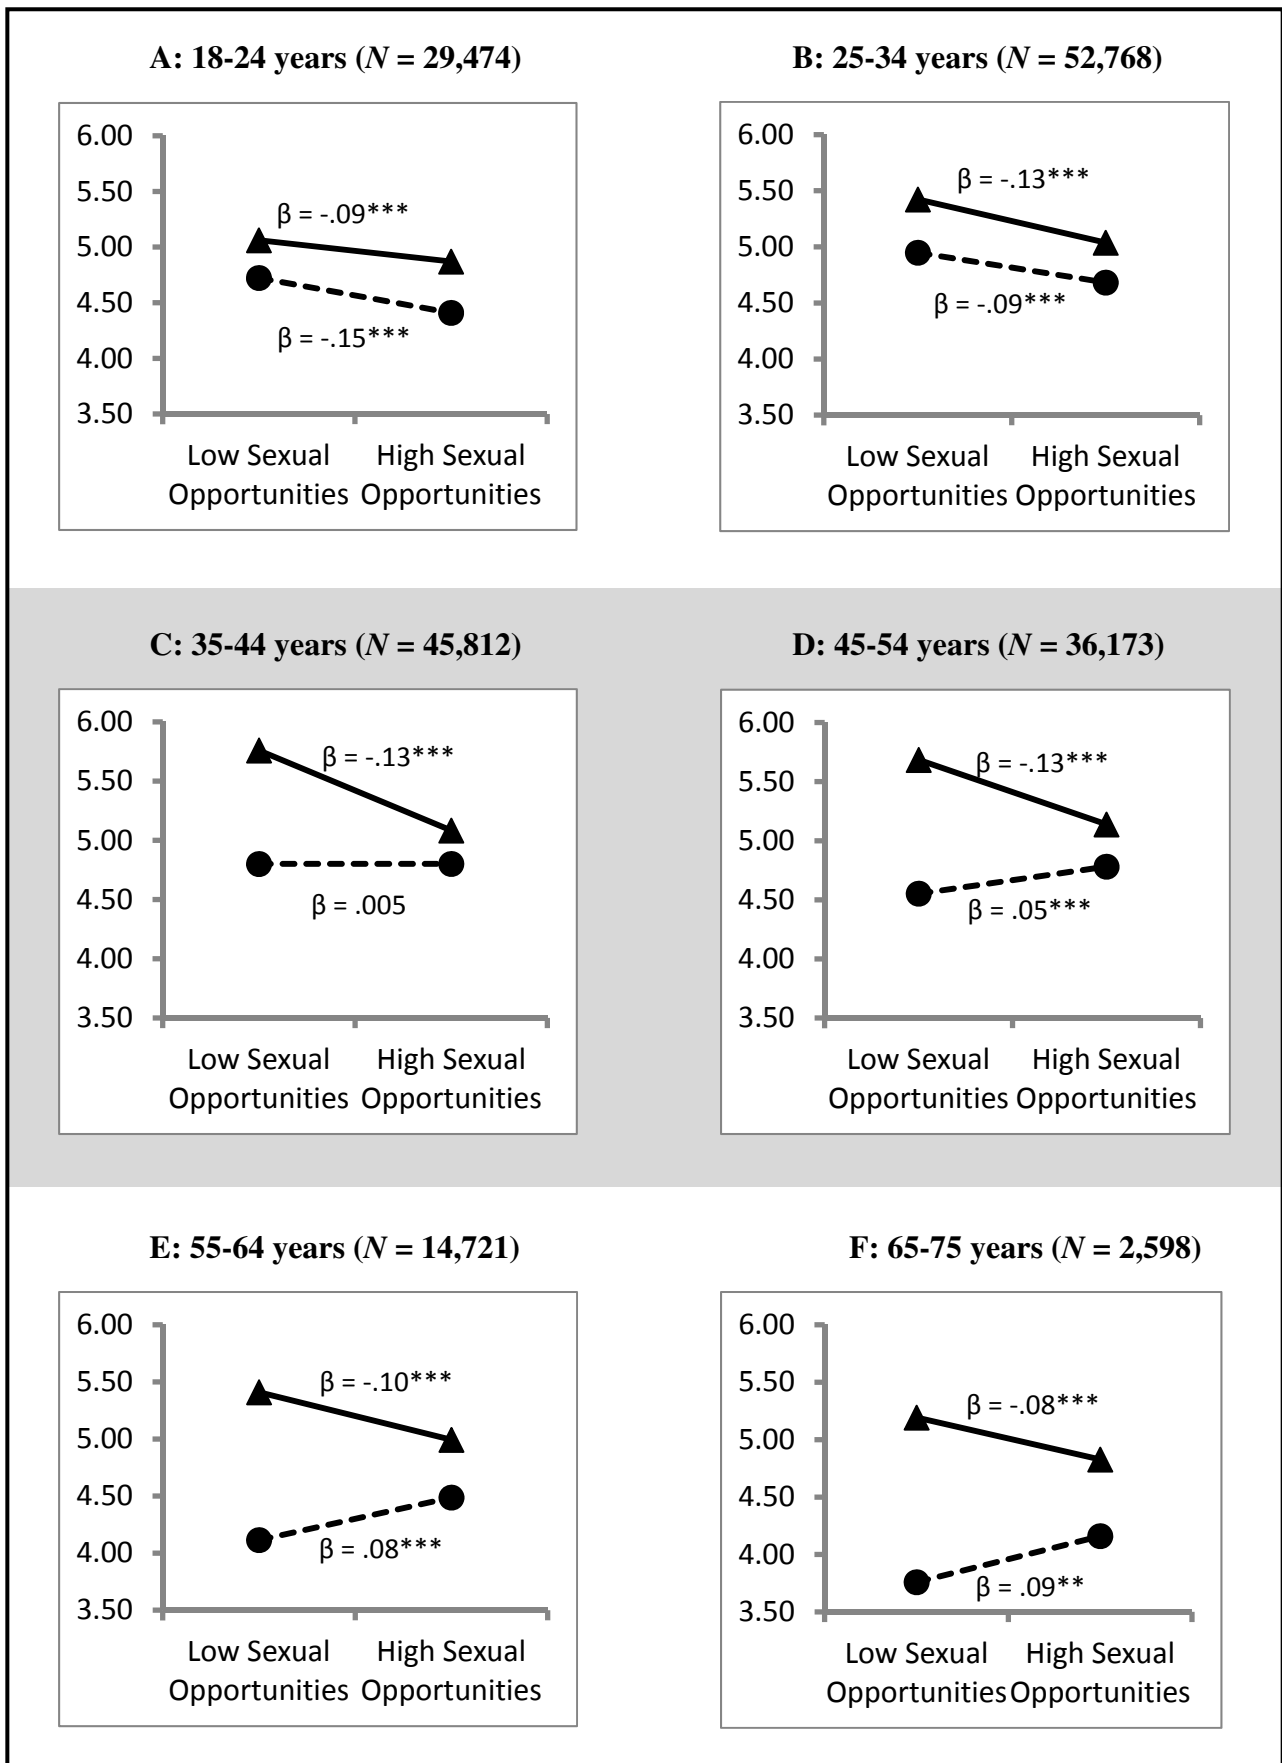 A: 18-24 years (N = 29,474)
6.00
5.50
5.00
4.50
4.00
3.50
β = -.09***
β = -.15***
Low Sexual Opportunities
High Sexual Opportunities
B: 25-34 years (N = 52,768)
6.00
5.50
5.00
4.50
4.00
3.50
β = -.13***
β = -.09***
Low Sexual Opportunities
High Sexual Opportunities
C: 35-44 years (N = 45,812)
6.00
5.50
5.00
4.50
4.00
3.50
β = -.13***
β = .005
Low Sexual Opportunities
High Sexual Opportunities
D: 45-54 years (N = 36,173)
6.00
5.50
5.00
4.50
4.00
3.50
β = -.13***
β = .05***
Low Sexual Opportunities
High Sexual Opportunities
E: 55-64 years (N = 14,721)
6.00
5.50
5.00
4.50
4.00
3.50
β = -.10***
β = .08***
Low Sexual Opportunities
High Sexual Opportunities
F: 65-75 years (N = 2,598)
6.00
5.50
5.00
4.50
4.00
3.50
β = -.08***
β = .09**
Low Sexual Opportunities
High Sexual Opportunities